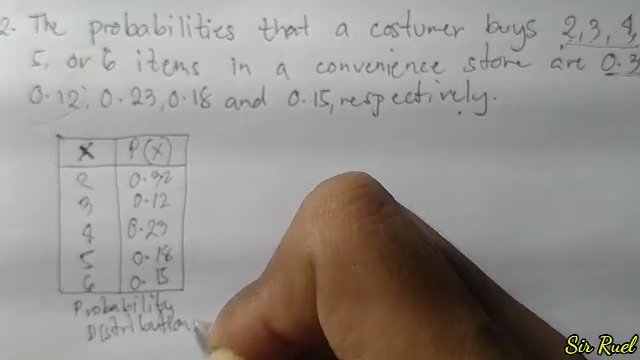 2. The probabilities that a costumer buys 2, 3, 4,
5, or 6 items in a convenience store are 0.3
0.12, 0.23, 0.18 and 0.15, respectively.
X P(X)
2 0.32
3 0.12
4 0.23
5 0.18
6 0.15
Probability
Distribution
Sir Ruel